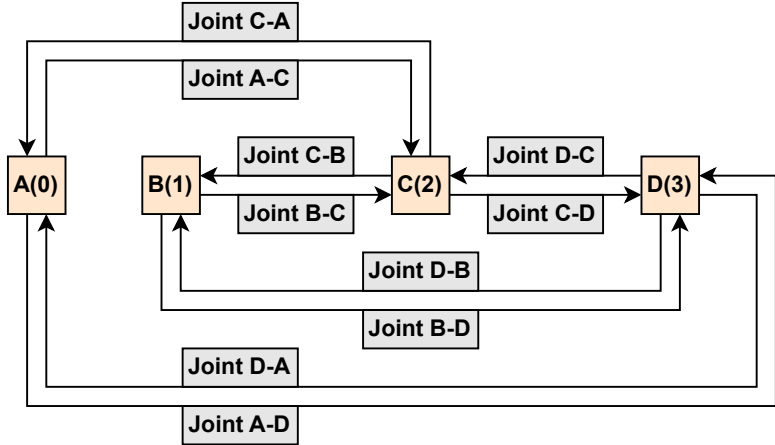 Joint C-A
Joint A-C
Joint C-B
Joint D-C
A(0)
B(1)
C(2)
D(3)
Joint B-C
Joint C-D
Joint D-B
Joint B-D
Joint D-A
Joint A-D